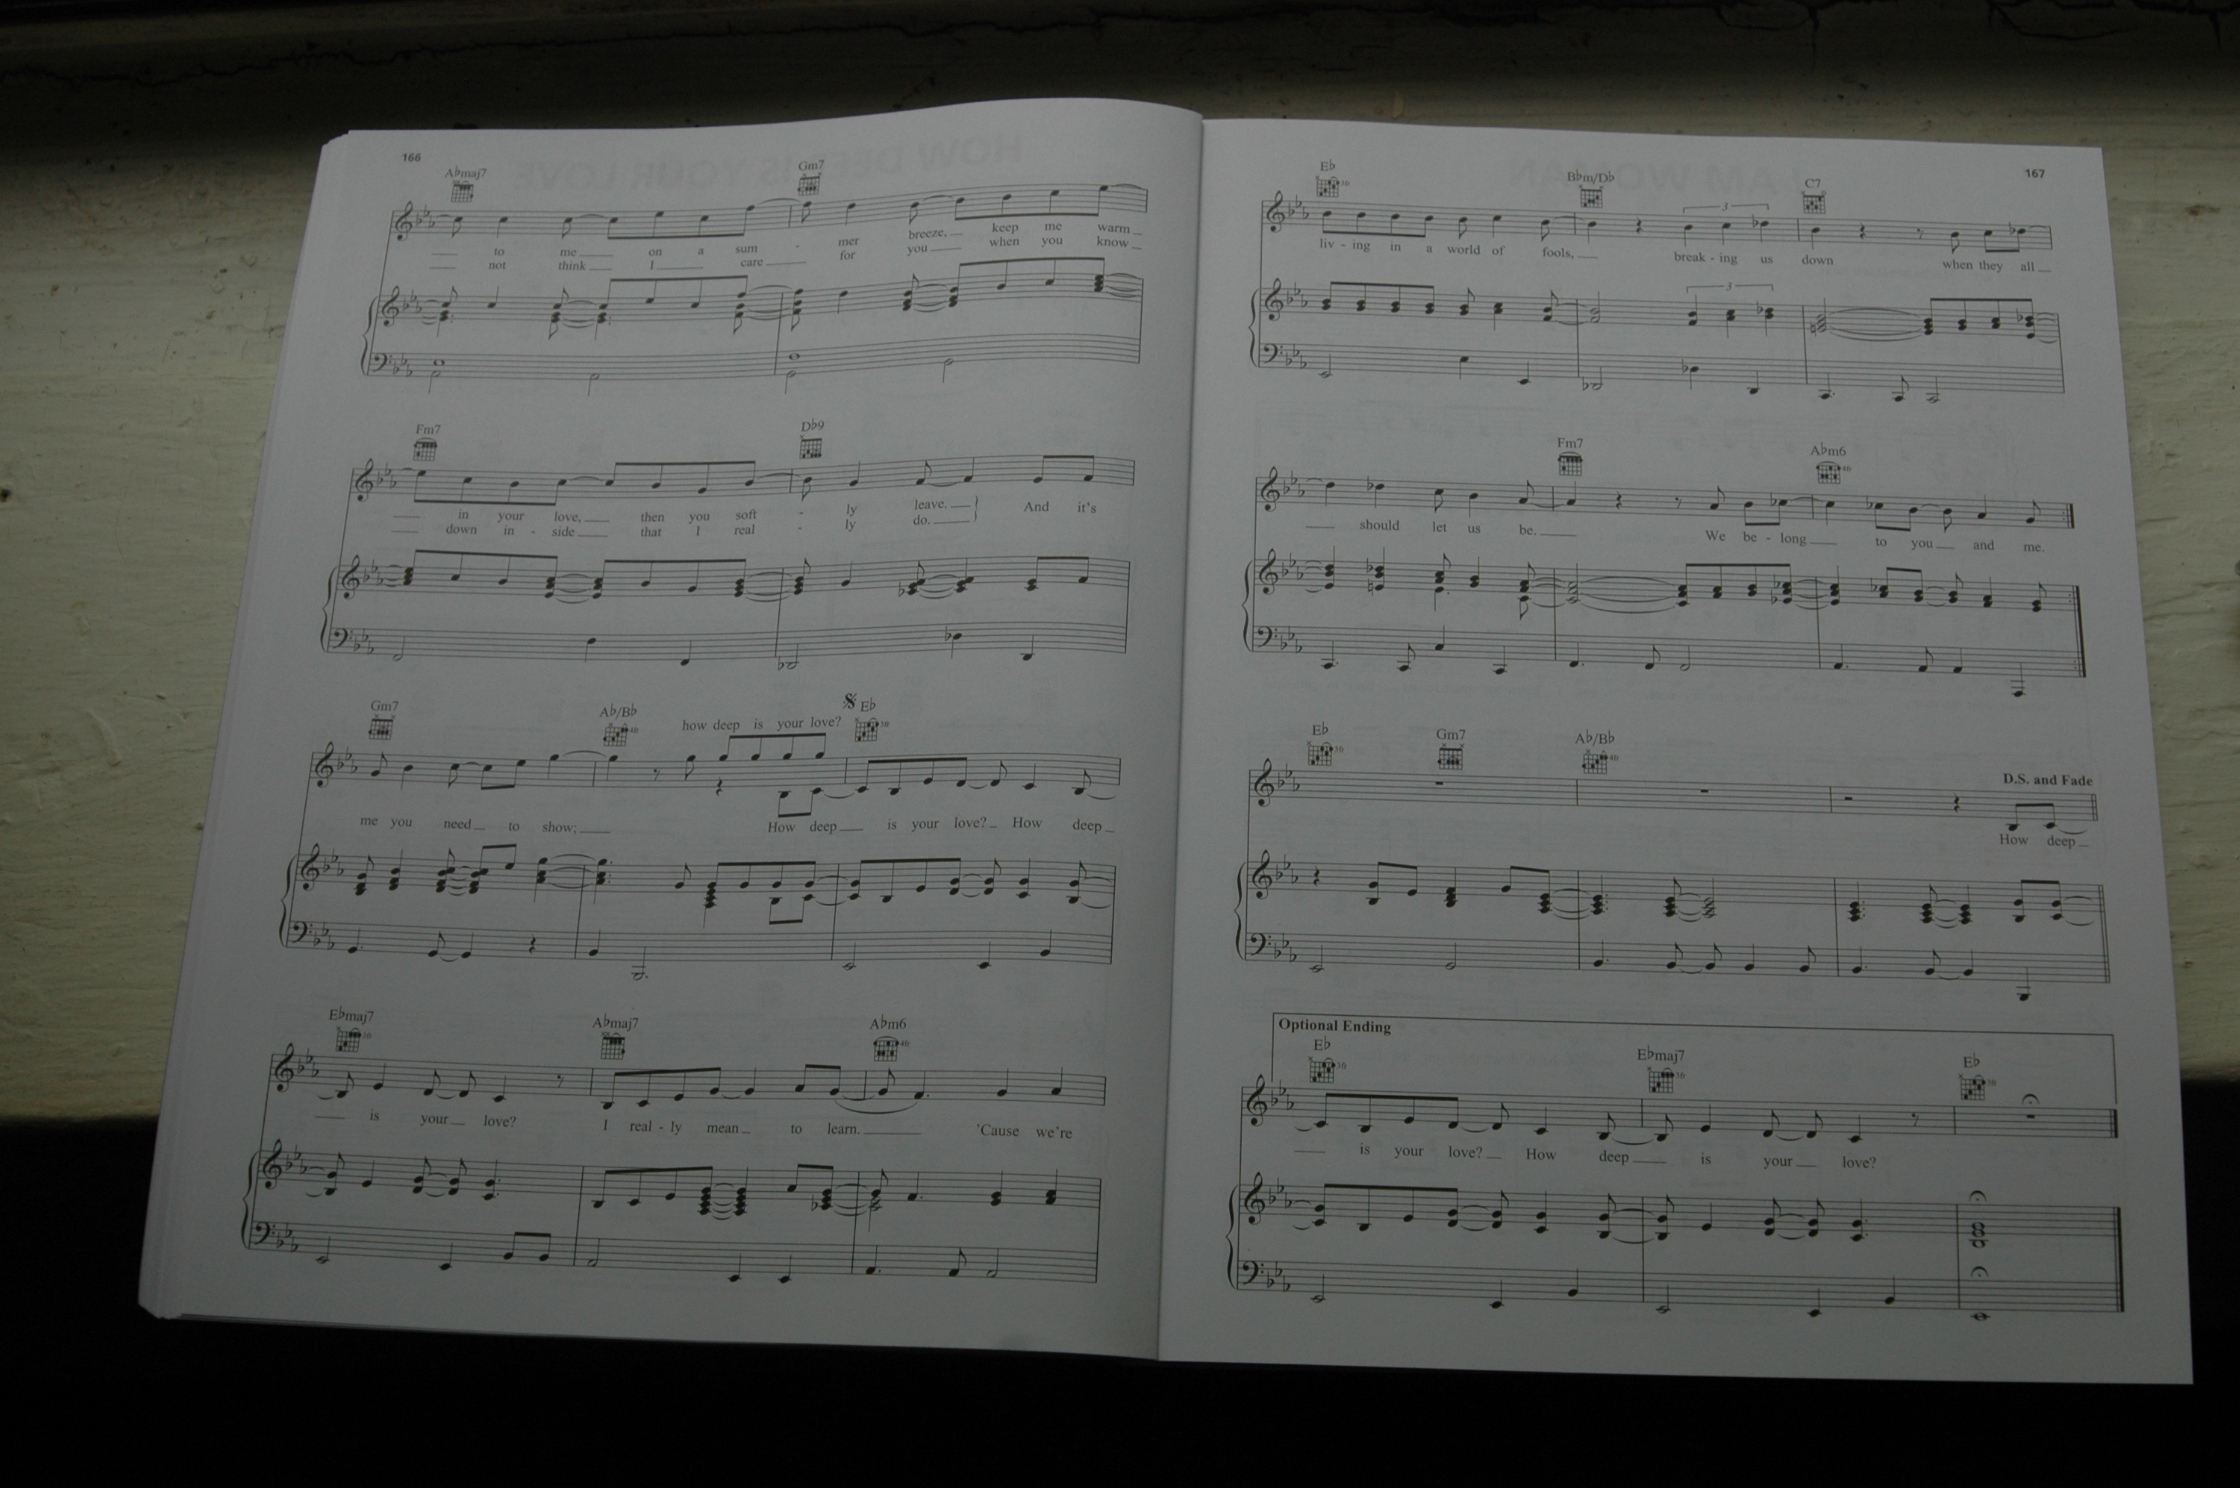 166
A♭maj7 Gm7
to me on a sum - mer breeze, keep me warm
not think I care for you when you know
Fm7 D♭9
in your love, then you soft - ly leave. And it's
down in - side that I real - ly do.
Gm7 A♭/B♭ E♭
how deep is your love?
me you need to show; How deep is your love? How deep
E♭maj7 A♭maj7 A♭m6
is your love? I real - ly mean to learn. 'Cause we're
167
E♭ B♭m/D♭ C7
3
liv - ing in a world of fools, break - ing us down when they all
3
Fm7 A♭m6
should let us be. We be - long to you and me.
E♭ Gm7 A♭/B♭
D.S. and Fade
How deep
Optional Ending
E♭ E♭maj7 E♭
is your love? How deep is your love?